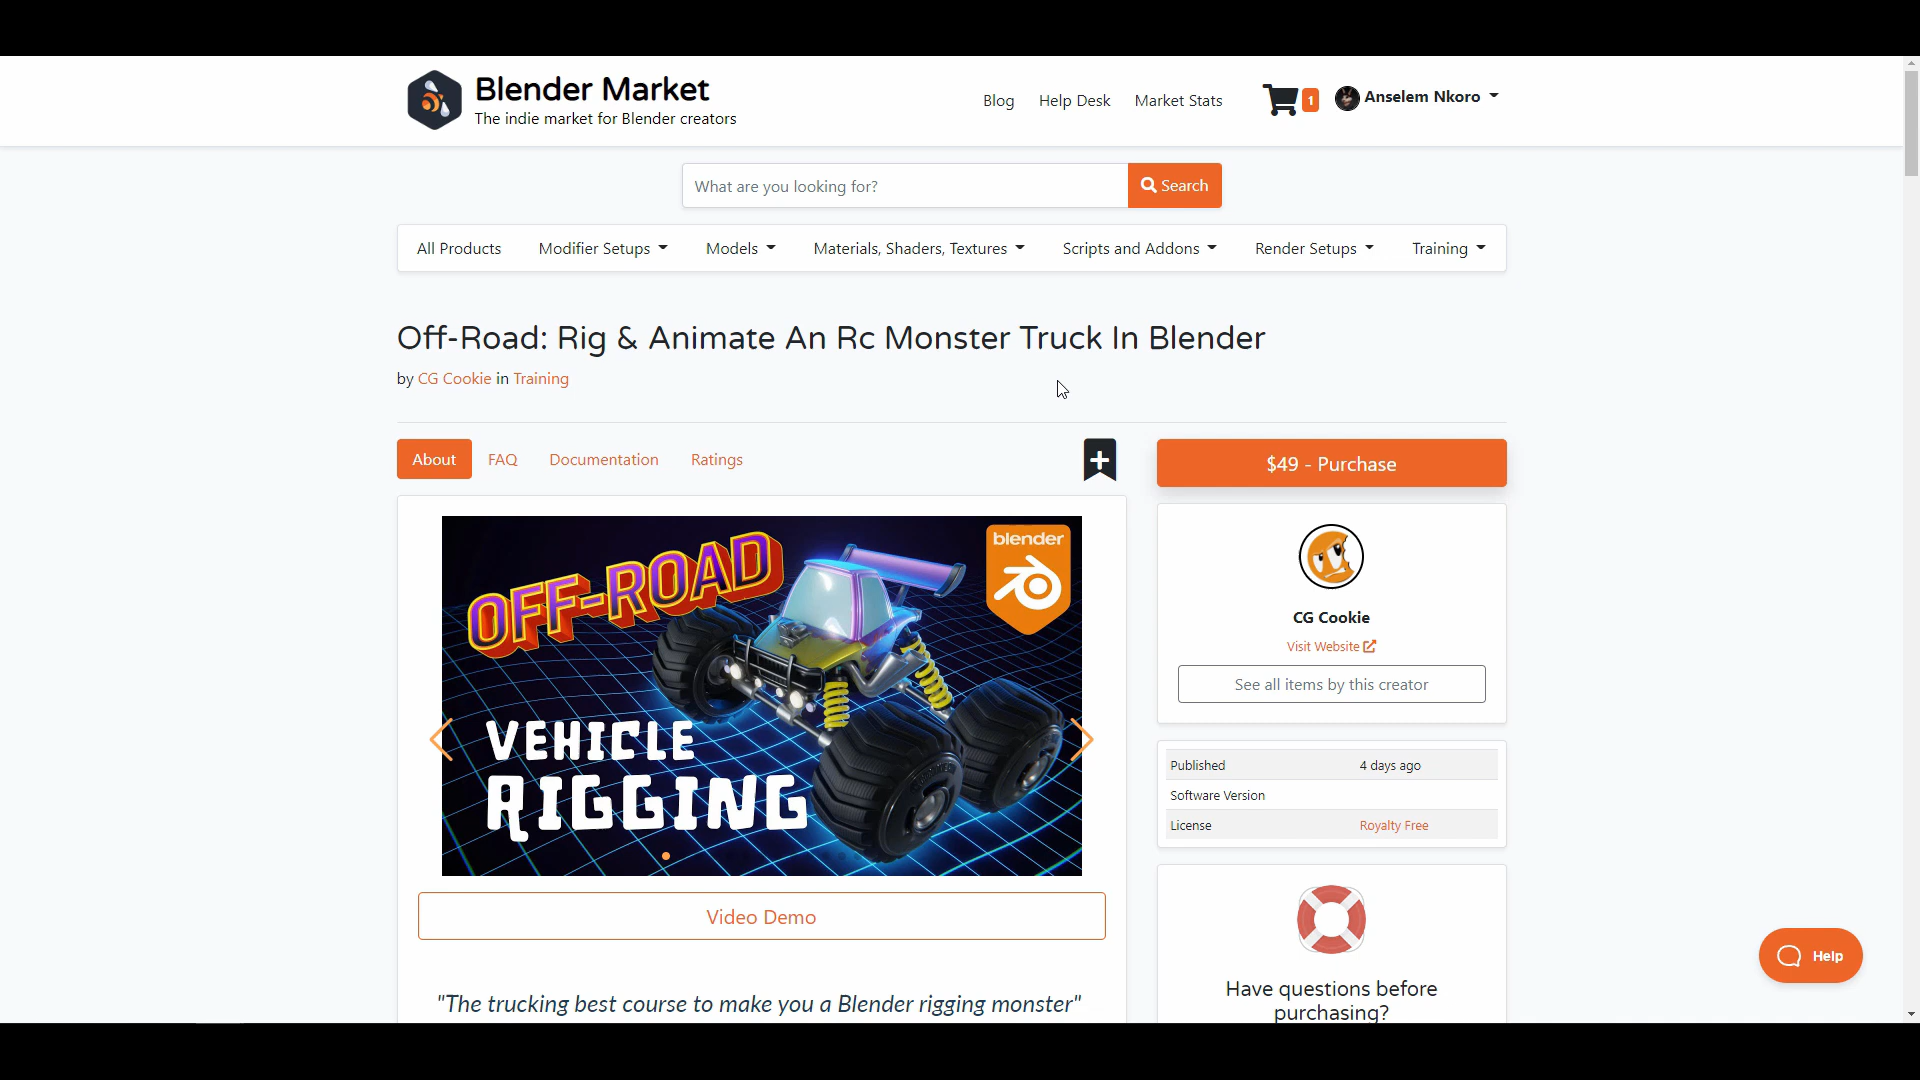 Blender Market
The indie market for Blender creators
Blog
Help Desk
Market Stats
1
Anselem Nkoro
What are you looking for?
Search
All Products
Modifier Setups
Models
Materials, Shaders, Textures
Scripts and Addons
Render Setups
Training
Off-Road: Rig & Animate An Rc Monster Truck In Blender
by CG Cookie in Training
About
FAQ
Documentation
Ratings
$49 - Purchase
OFF-ROAD
blender
VEHICLE
RIGGING
CG Cookie
Visit Website
See all items by this creator
Published 4 days ago
Software Version
License Royalty Free
Video Demo
"The trucking best course to make you a Blender rigging monster"
Have questions before
purchasing?
Help